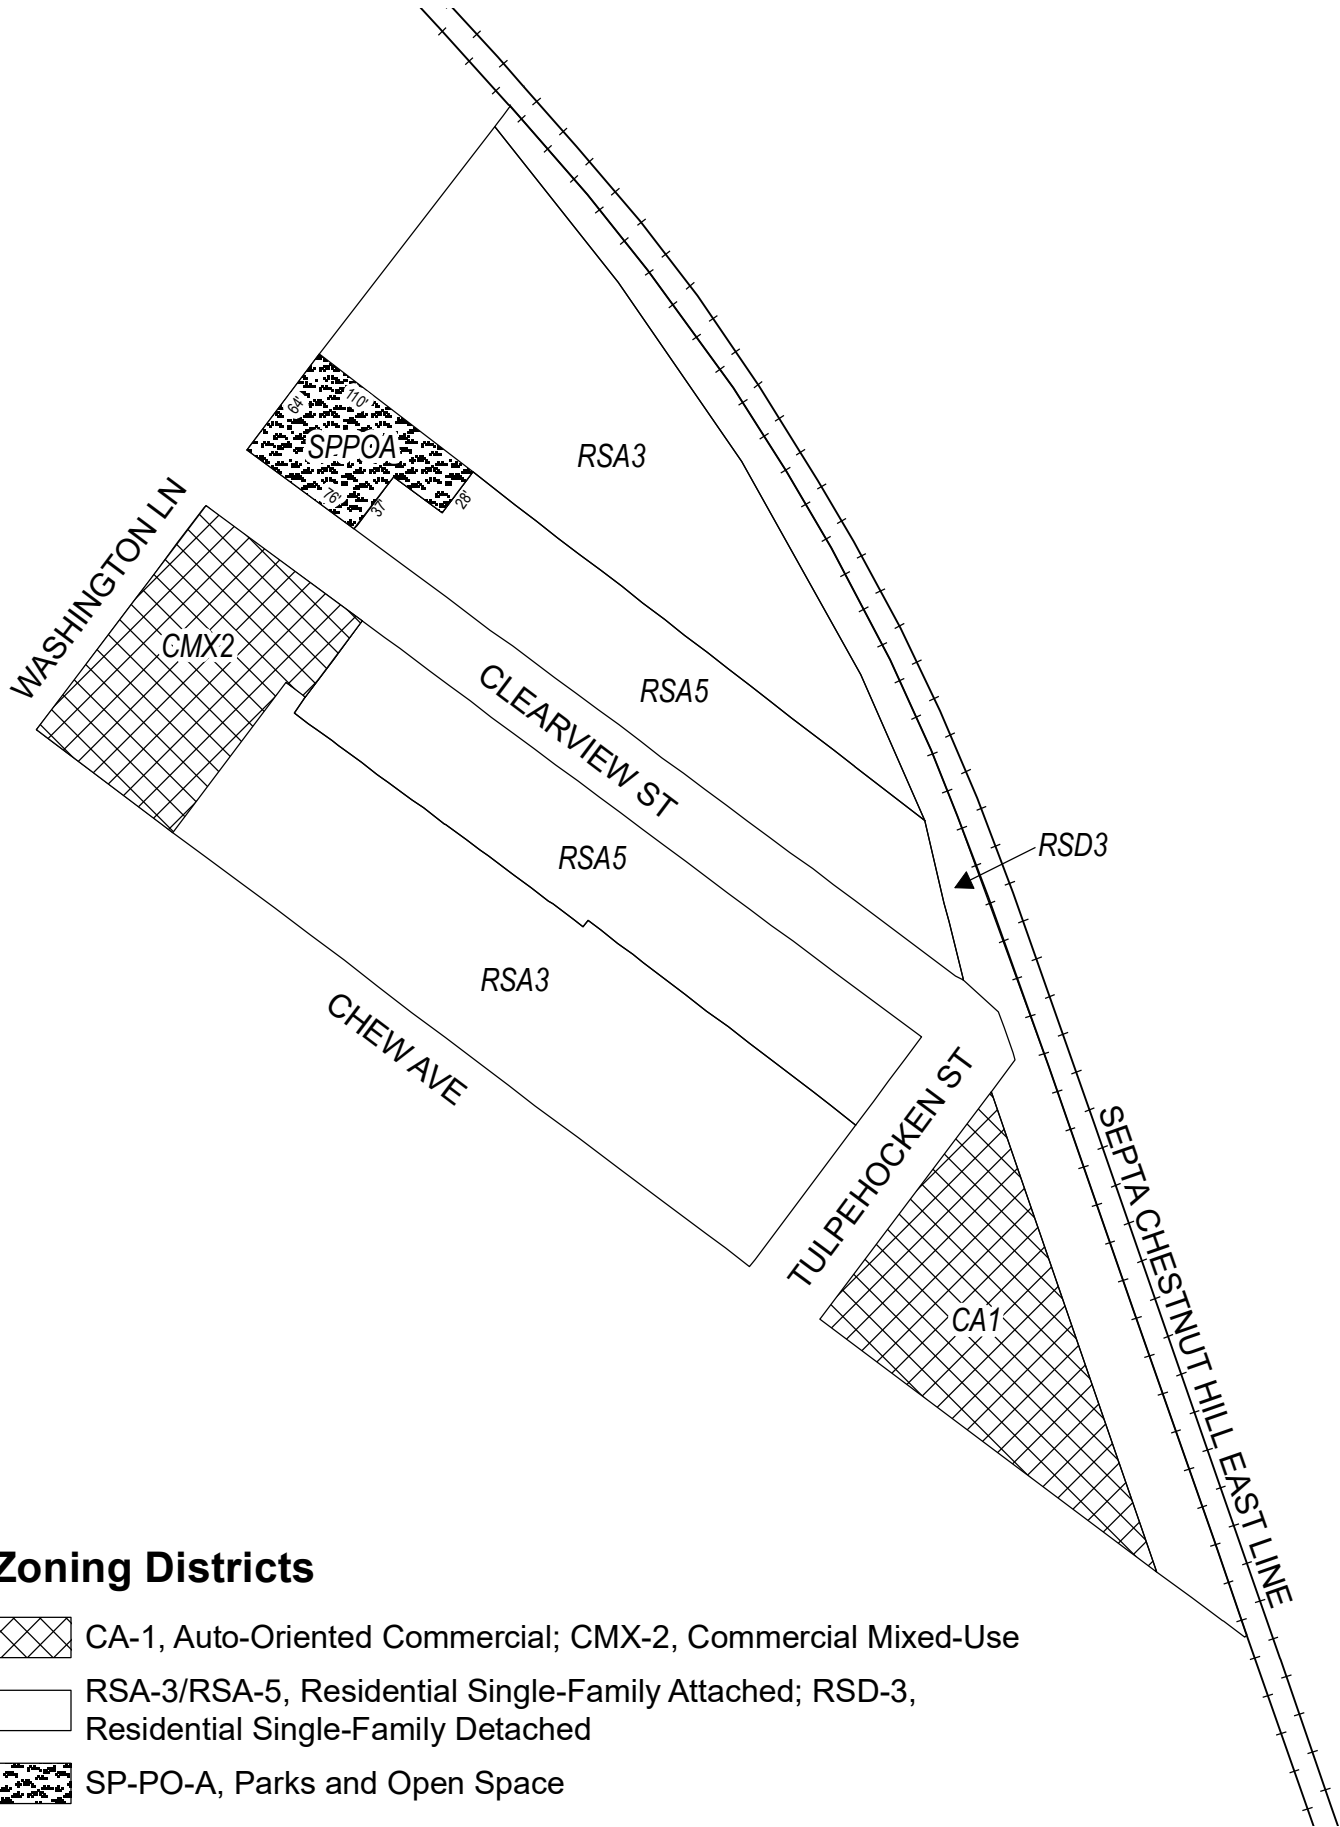 110'
64'
SPPOA
RSA3
76'
37'
28'
WASHINGTON LN
CMX2
RSA5
CLEARVIEW ST
RSA5
RSD3
RSA3
CHEW AVE
TULPEHOCKEN ST
SEPTA CHESTNUT HILL EAST LINE
CA1
Zoning Districts
CA-1, Auto-Oriented Commercial; CMX-2, Commercial Mixed-Use
RSA-3/RSA-5, Residential Single-Family Attached; RSD-3,
Residential Single-Family Detached
SP-PO-A, Parks and Open Space